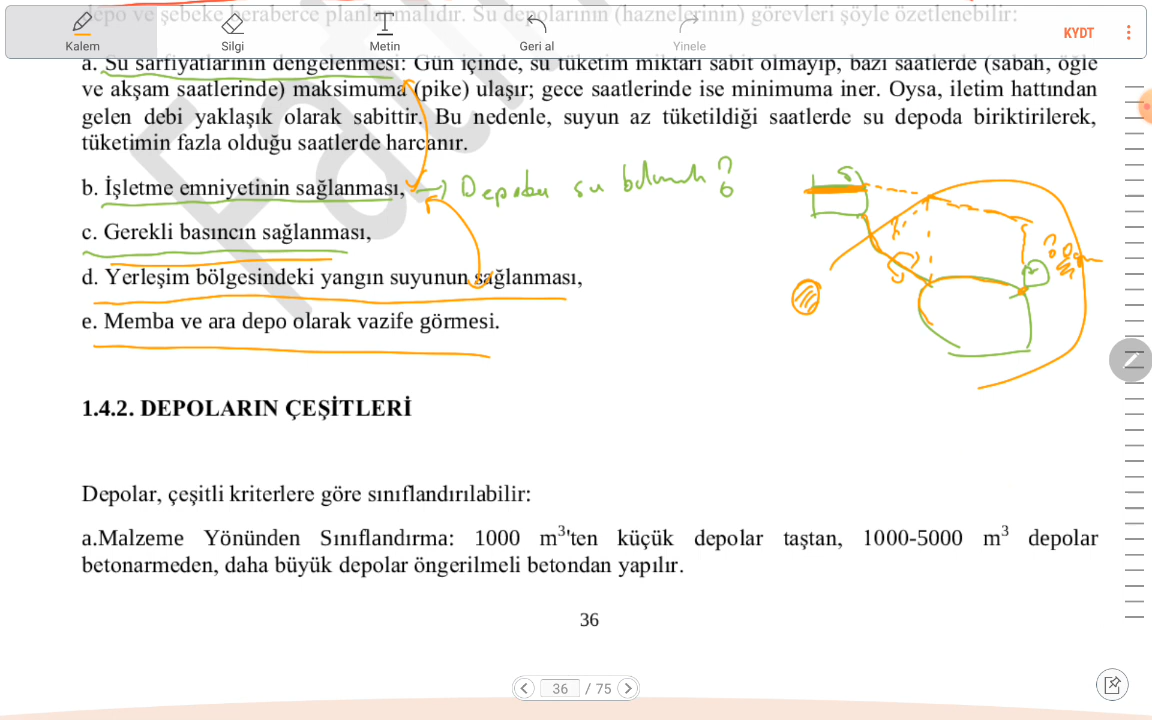 depo ve şebeke beraberce planlanmalıdır. Su depolarının (haznelerinin) görevleri şöyle özetlenebilir:
Kalem
Silgi
Metin
Geri al
Yinele
KYDT
a. Su sarfiyatlarının dengelenmesi: Gün içinde, su tüketim miktarı sabit olmayıp, bazı saatlerde (sabah, öğle
ve akşam saatlerinde) maksimuma (pike) ulaşır; gece saatlerinde ise minimuma iner. Oysa, iletim hattından
gelen debi yaklaşık olarak sabittir. Bu nedenle, suyun az tüketildiği saatlerde su depoda biriktirilerek,
tüketimin fazla olduğu saatlerde harcanır.
b. İşletme emniyetinin sağlanması, → Depoda su bulunmalı ?
c. Gerekli basıncın sağlanması,
d. Yerleşim bölgesindeki yangın suyunun sağlanması,
e. Memba ve ara depo olarak vazife görmesi.
1.4.2. DEPOLARIN ÇEŞİTLERİ
Depolar, çeşitli kriterlere göre sınıflandırılabilir:
a.Malzeme Yönünden Sınıflandırma: 1000 m³'ten küçük depolar taştan, 1000-5000 m³ depolar
betonarmeden, daha büyük depolar öngerilmeli betondan yapılır.
36
36 / 75